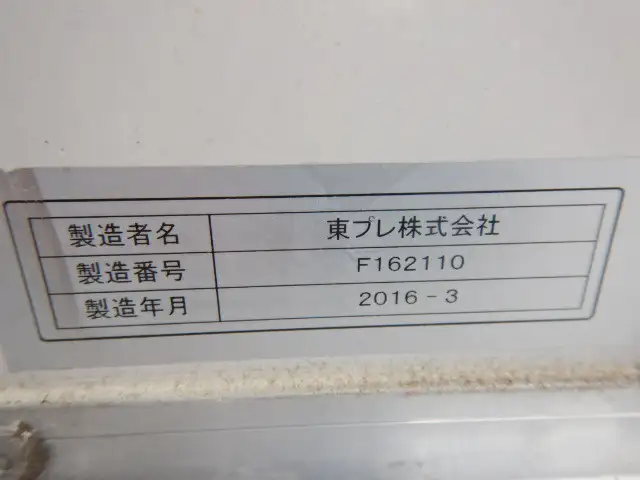 製造者名 東プレ株式会社
製造番号 F162110
製造年月 2016-3